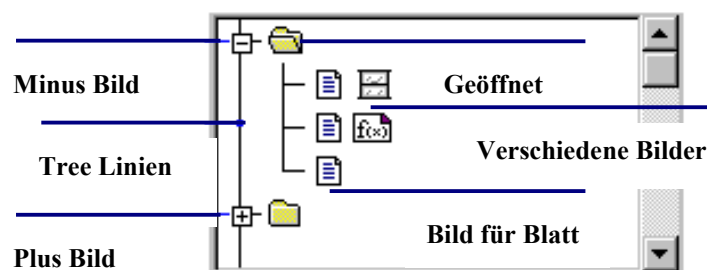 Minus Bild
Geöffnet
f(x)
Verschiedene Bilder
Tree Linien
Bild für Blatt
Plus Bild